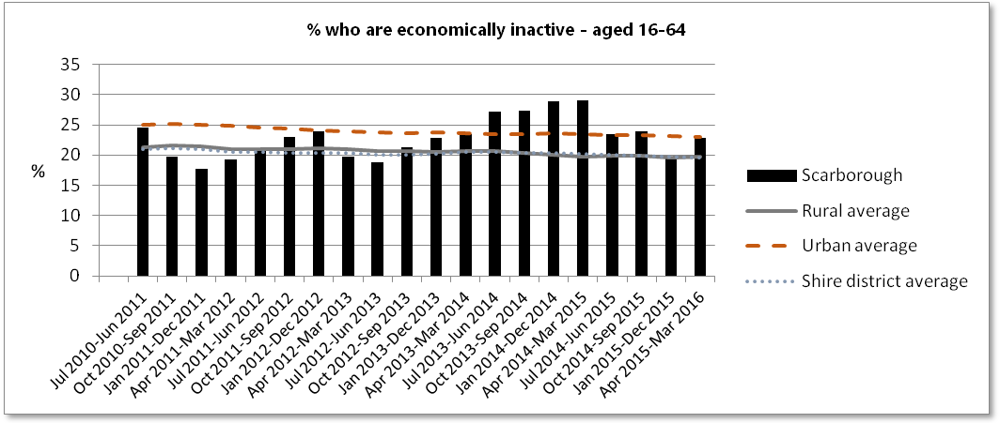 % who are economically inactive - aged 16-64
35
30
25
20
15
10
5
0
%
Jul 2010-Jun 2011
Oct 2010-Sep 2011
Jan 2011-Dec 2011
Apr 2011-Mar 2012
Jul 2011-Jun 2012
Oct 2011-Sep 2012
Jan 2012-Dec 2012
Apr 2012-Mar 2013
Jul 2012-Jun 2013
Oct 2012-Sep 2013
Jan 2013-Dec 2013
Apr 2013-Mar 2014
Jul 2013-Jun 2014
Oct 2013-Sep 2014
Jan 2014-Dec 2014
Apr 2014-Mar 2015
Jul 2014-Jun 2015
Oct 2014-Sep 2015
Jan 2015-Dec 2015
Apr 2015-Mar 2016
Scarborough
Rural average
Urban average
Shire district average